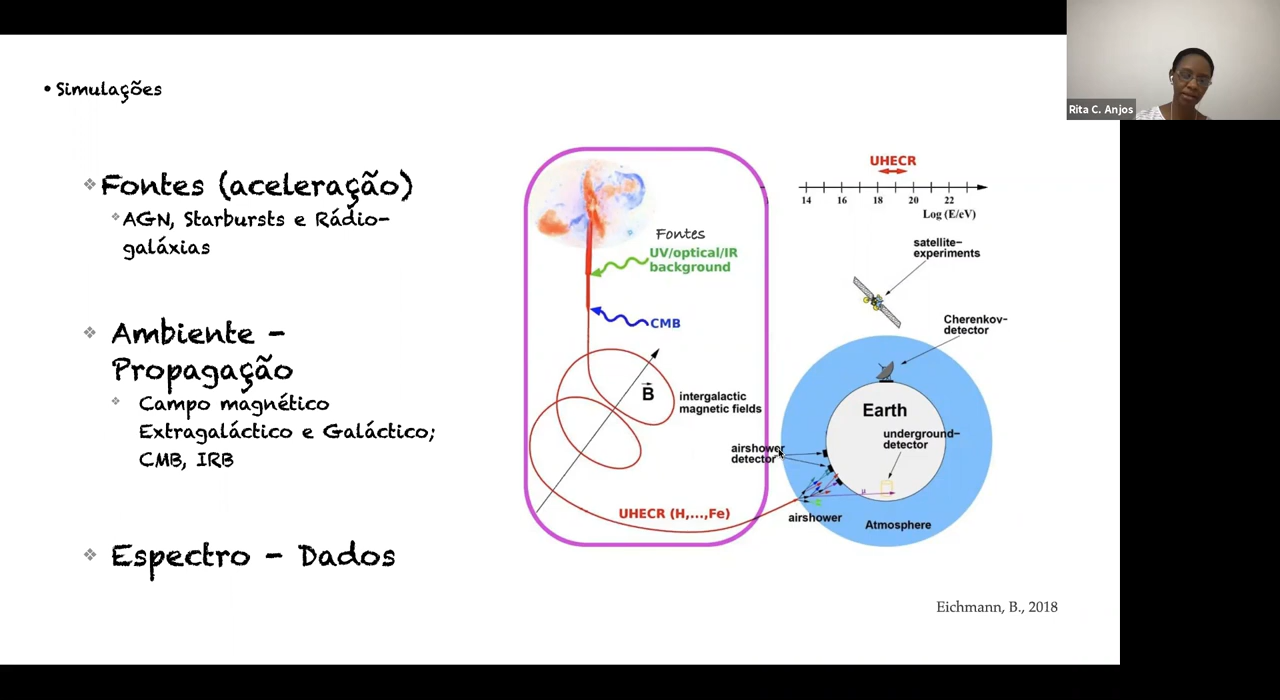 • Simulações
Fontes (aceleração)
AGN, Starbursts e Rádio-
galáxias
Ambiente -
Propagação
Campo magnético
Extragaláctico e Galáctico;
CMB, IRB
Espectro - Dados
Fontes
UV/optical/IR
background
CMB
B
intergalactic
magnetic fields
UHECR (H,...,Fe)
UHECR
14 16 18 20 22
Log (E/eV)
satellite-
experiments
Cherenkov-
detector
Earth
underground-
detector
airshower
detector
μ
airshower
Atmosphere
Eichmann, B., 2018
Rita C. Anjos